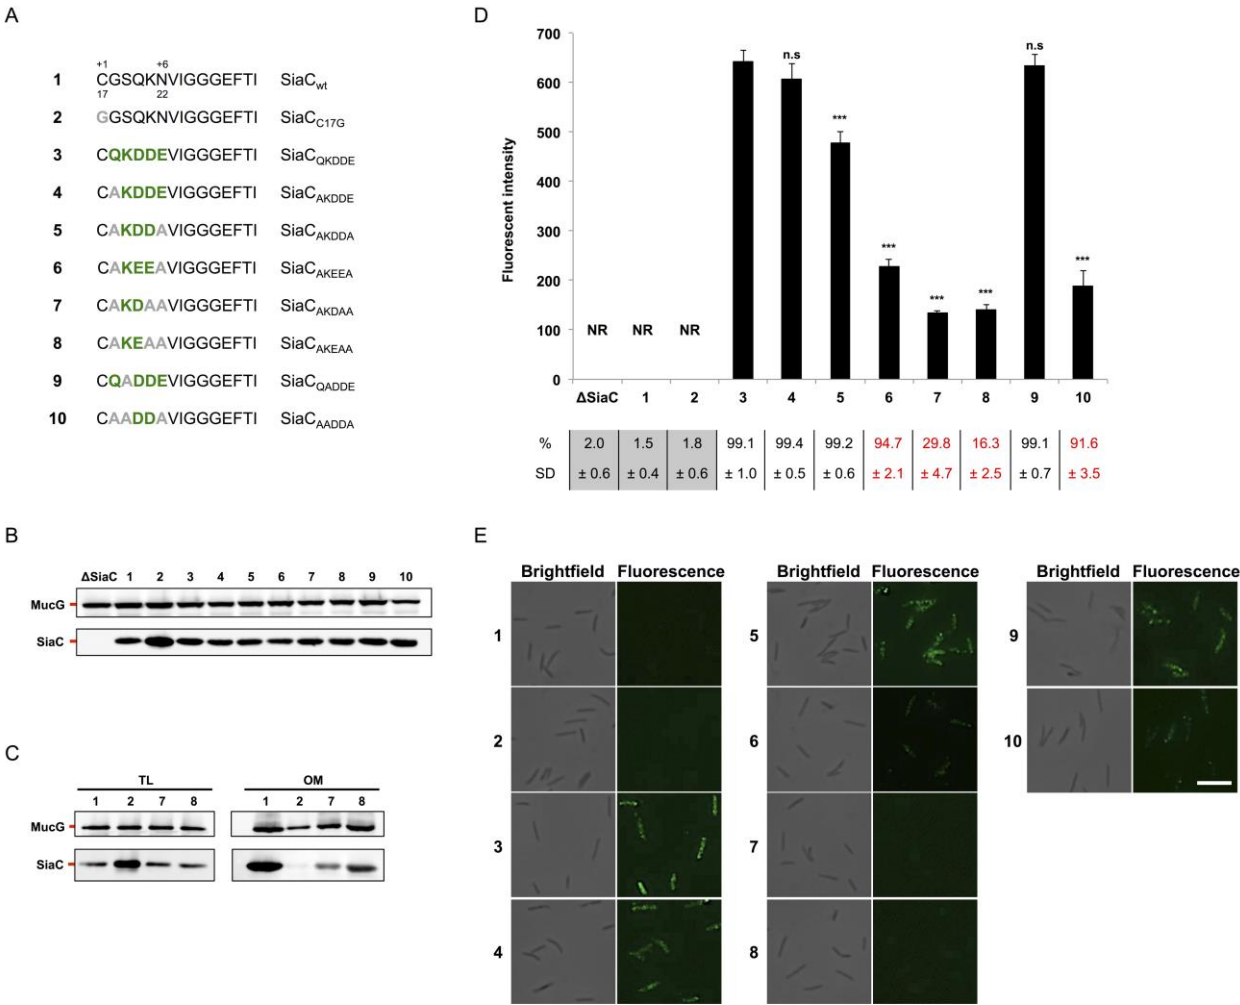 A
+1 +6
1 CGSQKNVIGGGEFTI SiaCwt
17 22
2 GGSQKNVIGGGEFTI SiaCC17G
3 CQKDDEVIGGGEFTI SiaCQKDDE
4 CAKDDEVIGGGEFTI SiaCAKDDE
5 CAKDDAVIGGGEFTI SiaCAKDDA
6 CAKEEAVIGGGEFTI SiaCAKEEA
7 CAKDAAVIGGGEFTI SiaCAKDAA
8 CAKEAAVIGGGEFTI SiaCAKEAA
9 CQADDEVIGGGEFTI SiaCQADDE
10 CAADDAVIGGGEFTI SiaCAADDA
B
ΔSiaC 1 2 3 4 5 6 7 8 9 10
MucG
SiaC
C
TL OM
1 2 7 8 1 2 7 8
MucG
SiaC
D
Fluorescent intensity
700
600
500
400
300
200
100
0
NR NR NR n.s *** *** *** *** n.s ***
ΔSiaC 1 2 3 4 5 6 7 8 9 10
% 2.0 1.5 1.8 99.1 99.4 99.2 94.7 29.8 16.3 99.1 91.6
SD ± 0.6 ± 0.4 ± 0.6 ± 1.0 ± 0.5 ± 0.6 ± 2.1 ± 4.7 ± 2.5 ± 0.7 ± 3.5
E
Brightfield Fluorescence
1
2
3
4
Brightfield Fluorescence
5
6
7
8
Brightfield Fluorescence
9
10